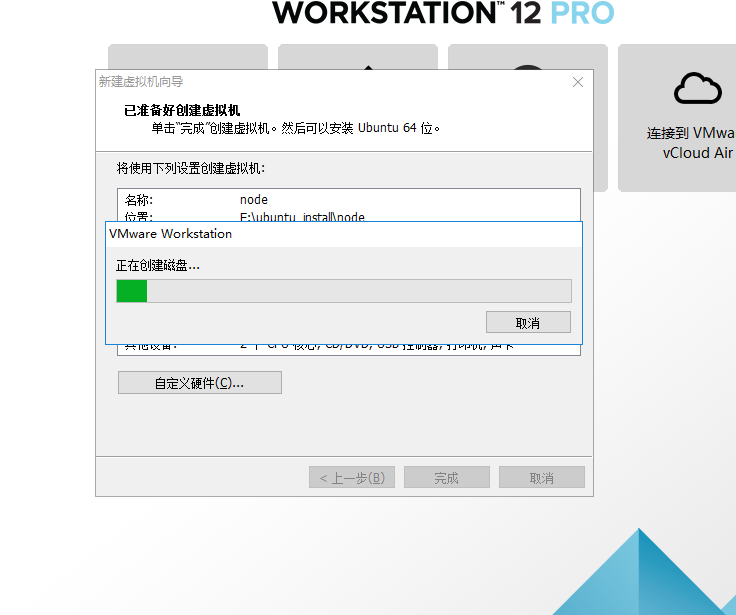 WORKSTATION™ 12 PRO
新建虚拟机向导
已准备好创建虚拟机
单击"完成"创建虚拟机。然后可以安装 Ubuntu 64 位。
连接到 VMwa
vCloud Air
将使用下列设置创建虚拟机:
名称: node
位置: E:\ubuntu_install\node
VMware Workstation
正在创建磁盘...
取消
其他设备: 2 个 CPU 核心, CD/DVD, USB 控制器, 打印机, 声卡
自定义硬件(C)...
< 上一步(B) 完成 取消